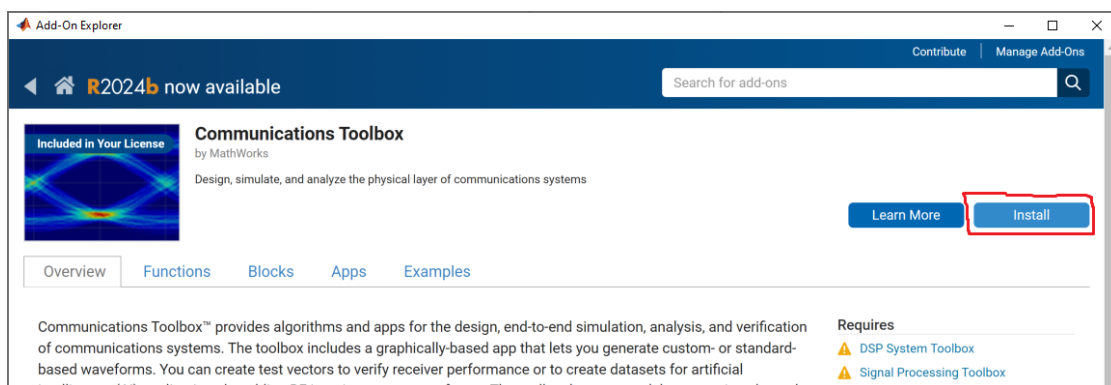 Add-On Explorer
Contribute | Manage Add-Ons
R2024b now available
Search for add-ons
Included in Your License
Communications Toolbox
by MathWorks
Design, simulate, and analyze the physical layer of communications systems
Learn More
Install
Overview
Functions
Blocks
Apps
Examples
Communications Toolbox™ provides algorithms and apps for the design, end-to-end simulation, analysis, and verification
of communications systems. The toolbox includes a graphically-based app that lets you generate custom- or standard-
based waveforms. You can create test vectors to verify receiver performance or to create datasets for artificial
Requires
DSP System Toolbox
Signal Processing Toolbox